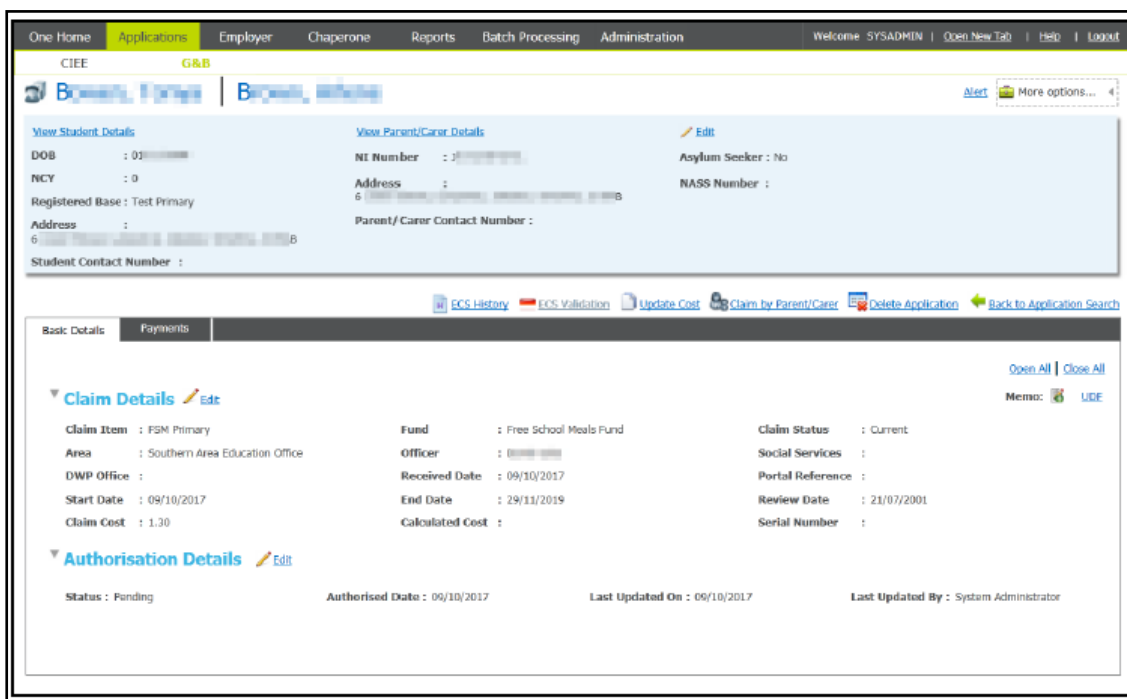 One Home Applications Employer Chaperone Reports Batch Processing Administration Welcome SYSADMIN | Open New Tab | Help | Logout
CIEE G&B
Alert More options...
View Student Details View Parent/Carer Details Edit
DOB : 01 NI Number : Asylum Seeker : No
NCY : 0 Address : NASS Number :
Registered Base : Test Primary 6 B
Address : Parent/ Carer Contact Number :
6 B
Student Contact Number :
ECS History ECS Validation Update Cost Claim by Parent/Carer Delete Application Back to Application Search
Basic Details Payments
Open All | Close All
Claim Details Edit Memo: UDF
Claim Item : FSM Primary Fund : Free School Meals Fund Claim Status : Current
Area : Southern Area Education Office Officer : Social Services :
DWP Office : Received Date : 09/10/2017 Portal Reference :
Start Date : 09/10/2017 End Date : 29/11/2019 Review Date : 21/07/2001
Claim Cost : 1.30 Calculated Cost : Serial Number :
Authorisation Details Edit
Status : Pending Authorised Date : 09/10/2017 Last Updated On : 09/10/2017 Last Updated By : System Administrator